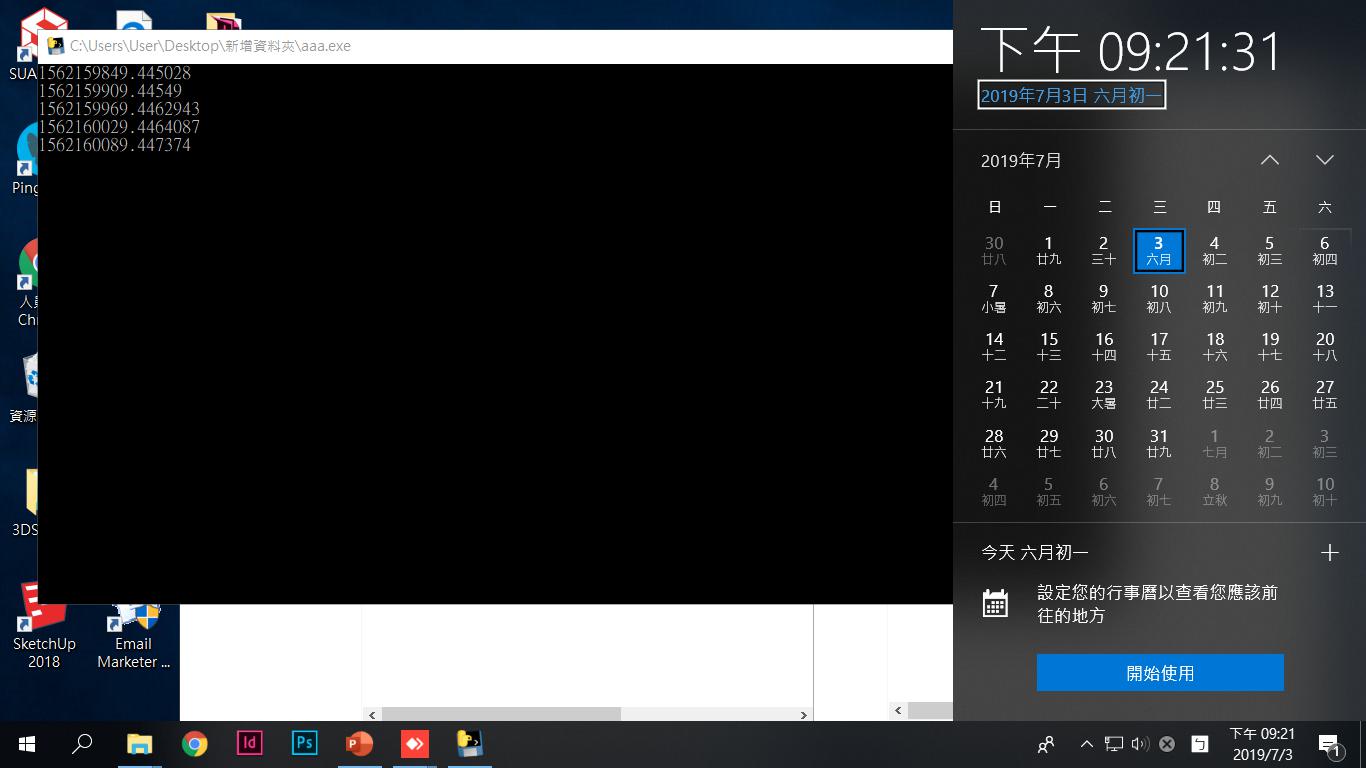 SUA
Ping
人
Chr
資源
3DS
SketchUp
2018
Email
Marketer ...
C:\Users\User\Desktop\新增資料夾\aaa.exe
1562159849.445028
1562159909.44549
1562159969.4462943
1562160029.4464087
1562160089.447374
下午 09:21:31
2019年7月3日 六月初一
2019年7月
日 一 二 三 四 五 六
30 1 2 3 4 5 6
廿八 廿九 三十 六月 初二 初三 初四
7 8 9 10 11 12 13
小暑 初六 初七 初八 初九 初十 十一
14 15 16 17 18 19 20
十二 十三 十四 十五 十六 十七 十八
21 22 23 24 25 26 27
十九 二十 大暑 廿二 廿三 廿四 廿五
28 29 30 31 1 2 3
廿六 廿七 廿八 廿九 七月 初二 初三
4 5 6 7 8 9 10
初四 初五 初六 初七 立秋 初九 初十
今天 六月初一
設定您的行事曆以查看您應該前
往的地方
開始使用
Id
Ps
P
ㄅ
下午 09:21
2019/7/3
1